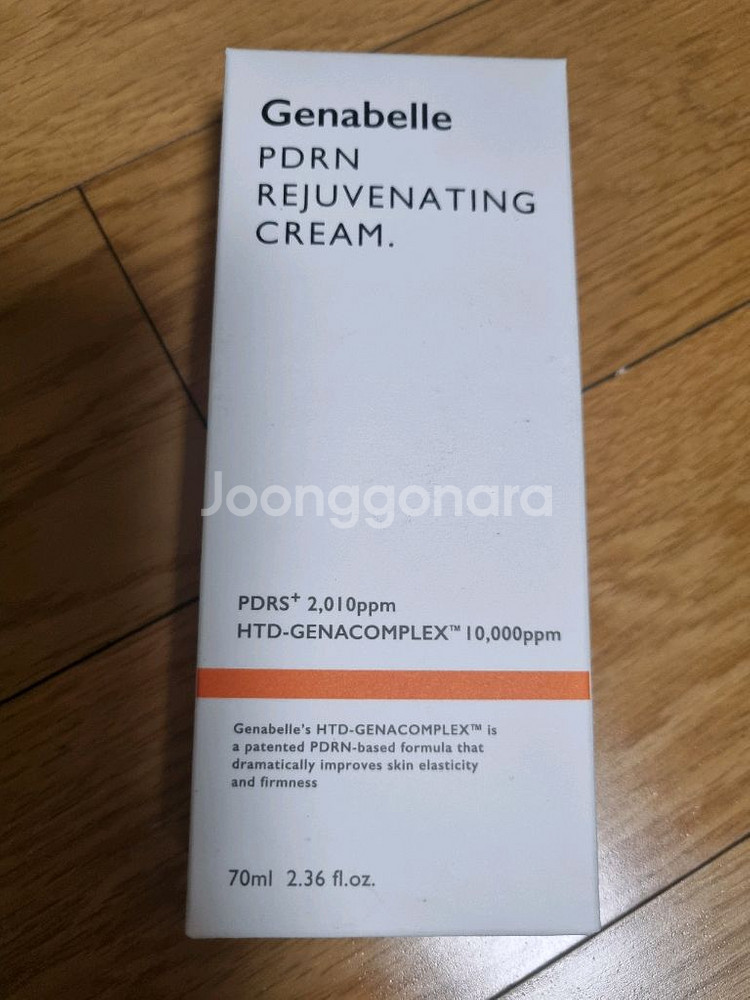 Genabelle
PDRN
REJUVENATING
CREAM.
Joonggonara
PDRS⁺ 2,010ppm
HTD-GENACOMPLEX™ 10,000ppm
Genabelle's HTD-GENACOMPLEX™ is
a patented PDRN-based formula that
dramatically improves skin elasticity
and firmness
70ml 2.36 fl.oz.